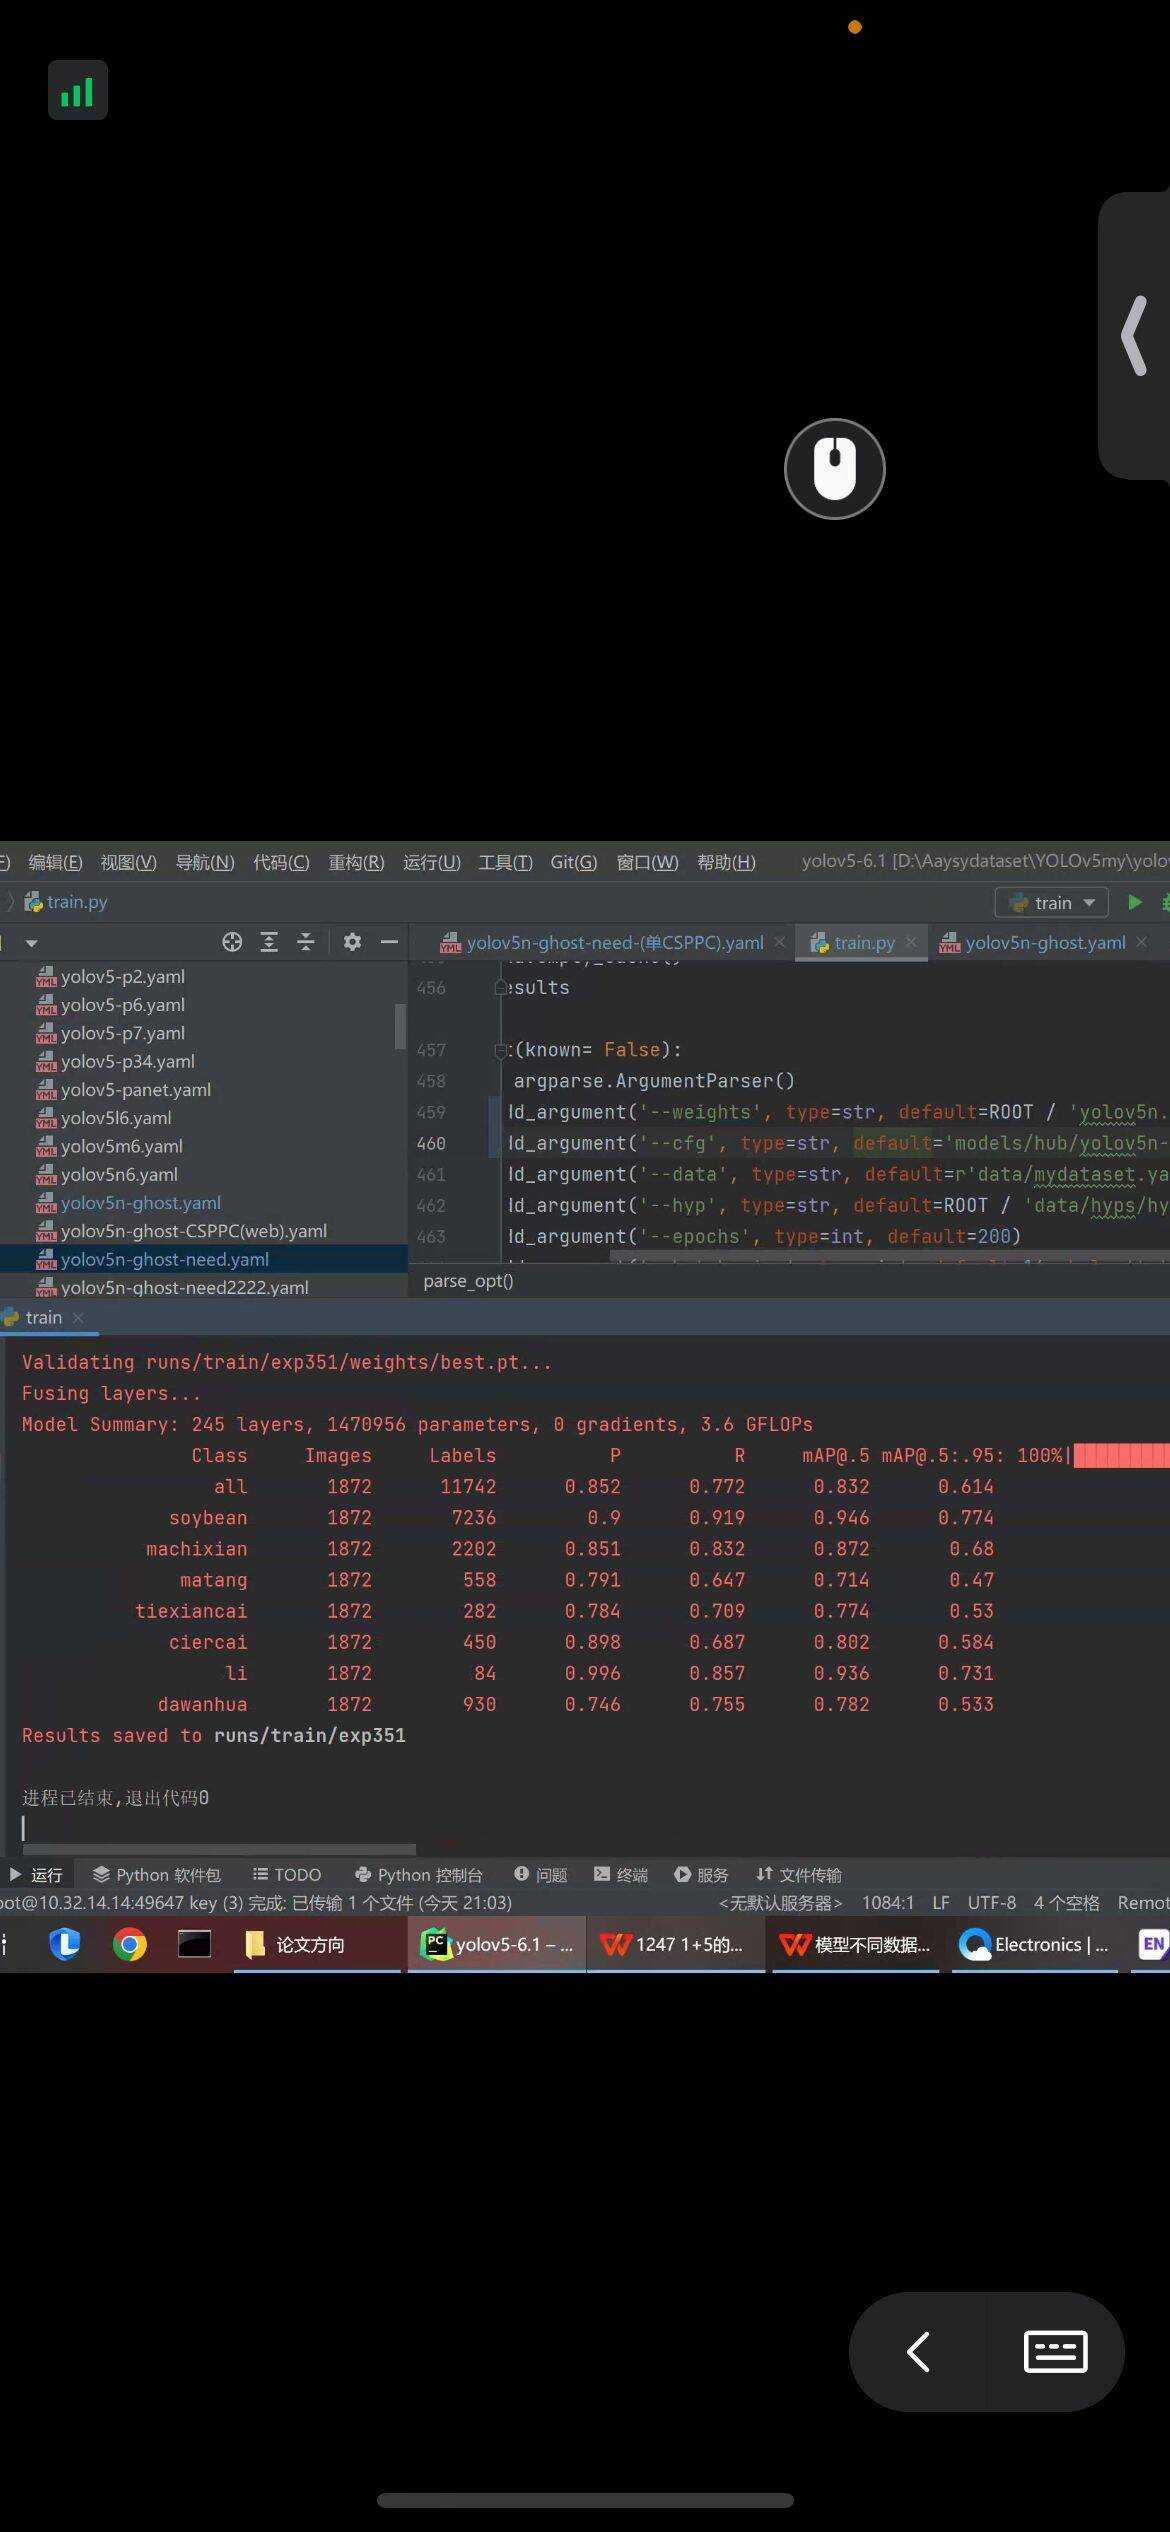 编辑(E) 视图(V) 导航(N) 代码(C) 重构(R) 运行(U) 工具(T) Git(G) 窗口(W) 帮助(H) yolov5-6.1 [D:\Aaysydataset\YOLOv5my\yolov
train.py train
yolov5n-ghost-need-(单CSPPC).yaml train.py yolov5n-ghost.yaml
yolov5-p2.yaml
yolov5-p6.yaml
yolov5-p7.yaml
yolov5-p34.yaml
yolov5-panet.yaml
yolov5l6.yaml
yolov5m6.yaml
yolov5n6.yaml
yolov5n-ghost.yaml
yolov5n-ghost-CSPPC(web).yaml
yolov5n-ghost-need.yaml
yolov5n-ghost-need2222.yaml
456 esults
457 t(known= False):
458 argparse.ArgumentParser()
459 dd_argument('--weights', type=str, default=ROOT / 'yolov5n.
460 dd_argument('--cfg', type=str, default='models/hub/yolov5n-
461 dd_argument('--data', type=str, default=r'data/mydataset.ya
462 dd_argument('--hyp', type=str, default=ROOT / 'data/hyps/hy
463 dd_argument('--epochs', type=int, default=200)
parse_opt()
train
Validating runs/train/exp351/weights/best.pt...
Fusing layers...
Model Summary: 245 layers, 1470956 parameters, 0 gradients, 3.6 GFLOPs
Class Images Labels P R mAP@.5 mAP@.5:.95: 100%|
all 1872 11742 0.852 0.772 0.832 0.614
soybean 1872 7236 0.9 0.919 0.946 0.774
machixian 1872 2202 0.851 0.832 0.872 0.68
matang 1872 558 0.791 0.647 0.714 0.47
tiexiancai 1872 282 0.784 0.709 0.774 0.53
ciercai 1872 450 0.898 0.687 0.802 0.584
li 1872 84 0.996 0.857 0.936 0.731
dawanhua 1872 930 0.746 0.755 0.782 0.533
Results saved to runs/train/exp351
进程已结束,退出代码0
运行 Python 软件包 TODO Python 控制台 问题 终端 服务 文件传输
oot@10.32.14.14:49647 key (3) 完成: 已传输 1 个文件 (今天 21:03) <无默认服务器> 1084:1 LF UTF-8 4 个空格 Remot
论文方向 yolov5-6.1 – ... 1247 1+5的... 模型不同数据... Electronics | ... EN